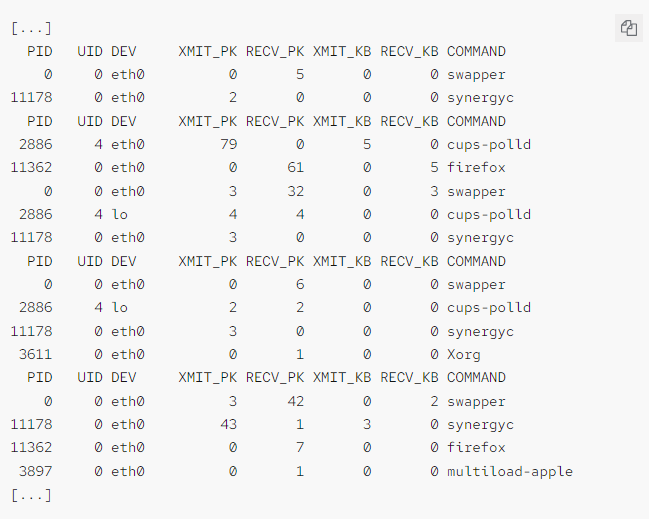 [...]
PID UID DEV XMIT_PK RECV_PK XMIT_KB RECV_KB COMMAND
0 0 eth0 0 5 0 0 swapper
11178 0 eth0 2 0 0 0 synergyc
PID UID DEV XMIT_PK RECV_PK XMIT_KB RECV_KB COMMAND
2886 4 eth0 79 0 5 0 cups-polld
11362 0 eth0 0 61 0 5 firefox
0 0 eth0 3 32 0 3 swapper
2886 4 lo 4 4 0 0 cups-polld
11178 0 eth0 3 0 0 0 synergyc
PID UID DEV XMIT_PK RECV_PK XMIT_KB RECV_KB COMMAND
0 0 eth0 0 6 0 0 swapper
2886 4 lo 2 2 0 0 cups-polld
11178 0 eth0 3 0 0 0 synergyc
3611 0 eth0 0 1 0 0 Xorg
PID UID DEV XMIT_PK RECV_PK XMIT_KB RECV_KB COMMAND
0 0 eth0 3 42 0 2 swapper
11178 0 eth0 43 1 3 0 synergyc
11362 0 eth0 0 7 0 0 firefox
3897 0 eth0 0 1 0 0 multiload-apple
[...]